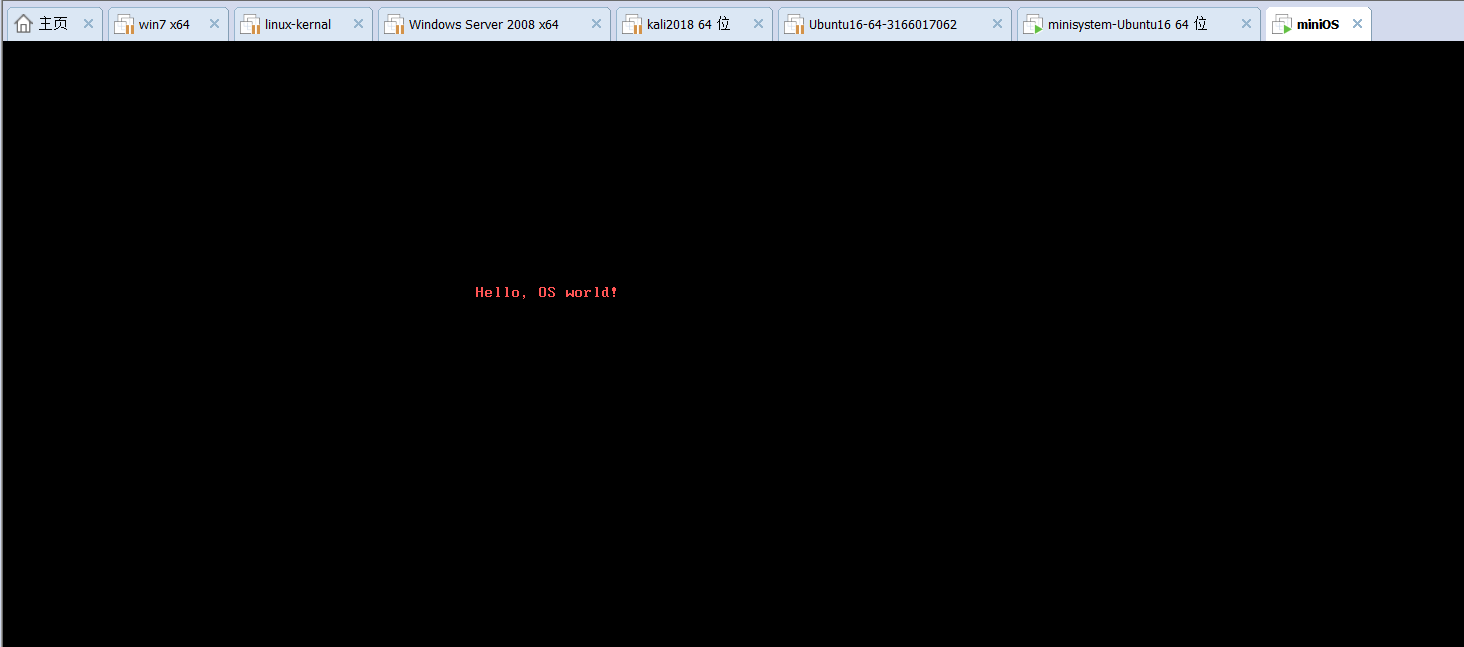 主页 win7 x64 linux-kernal Windows Server 2008 x64 kali2018 64 位 Ubuntu16-64-3166017062 minisystem-Ubuntu16 64 位 miniOS
Hello, OS world!